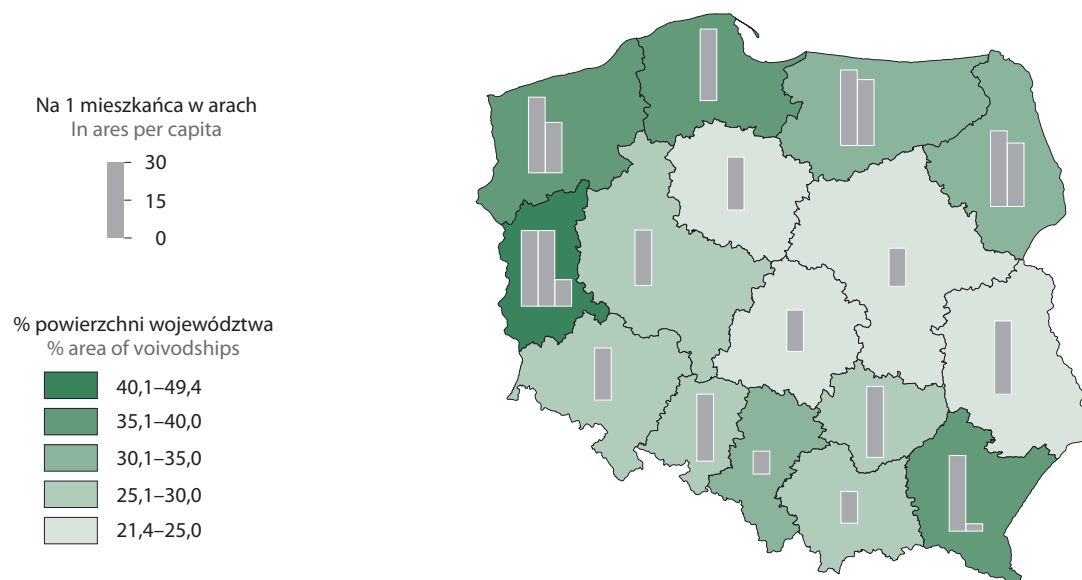 Na 1 mieszkańca w arach
In ares per capita
30
15
0
% powierzchni województwa
% area of voivodships
40,1–49,4
35,1–40,0
30,1–35,0
25,1–30,0
21,4–25,0